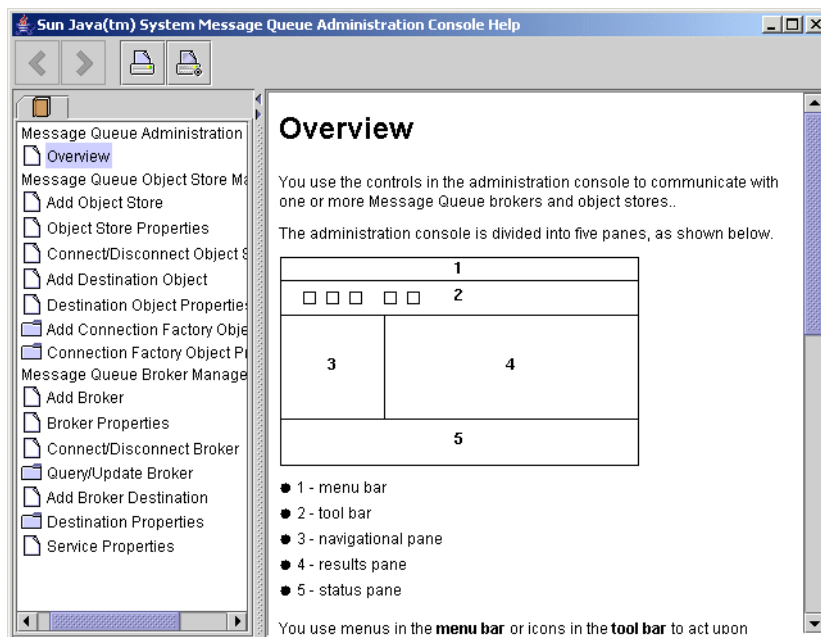 Sun Java(tm) System Message Queue Administration Console Help
Message Queue Administration
Overview
Message Queue Object Store Ma
Add Object Store
Object Store Properties
Connect/Disconnect Object S
Add Destination Object
Destination Object Propertie
Add Connection Factory Obje
Connection Factory Object Pr
Message Queue Broker Manage
Add Broker
Broker Properties
Connect/Disconnect Broker
Query/Update Broker
Add Broker Destination
Destination Properties
Service Properties
Overview
You use the controls in the administration console to communicate with
one or more Message Queue brokers and object stores..
The administration console is divided into five panes, as shown below.
1
2
3
4
5
1 - menu bar
2 - tool bar
3 - navigational pane
4 - results pane
5 - status pane
You use menus in the menu bar or icons in the tool bar to act upon